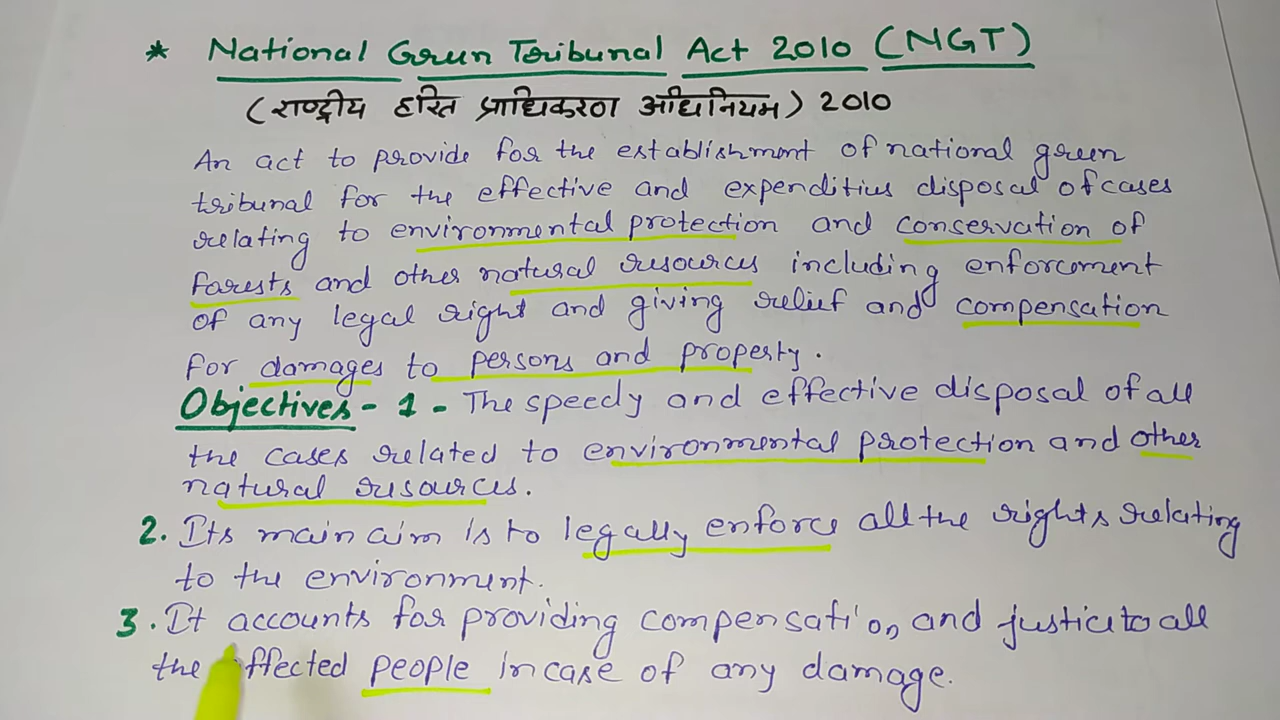 * National Green Tribunal Act 2010 (NGT)
(राष्ट्रीय हरित प्राधिकरण अधिनियम) 2010
An act to provide for the establishment of national green
tribunal for the effective and expenditius disposal of cases
relating to environmental protection and conservation of
farests and other natural resources including enforcement
of any legal right and giving relief and compensation
for damages to persons and property.
Objectives - 1 - The speedy and effective disposal of all
the cases related to environmental protection and other
natural resources.
2. Its main aim is to legally enforce all the rights relating
to the environment.
3. It accounts for providing compensation and justice to all
the effected people in case of any damage.